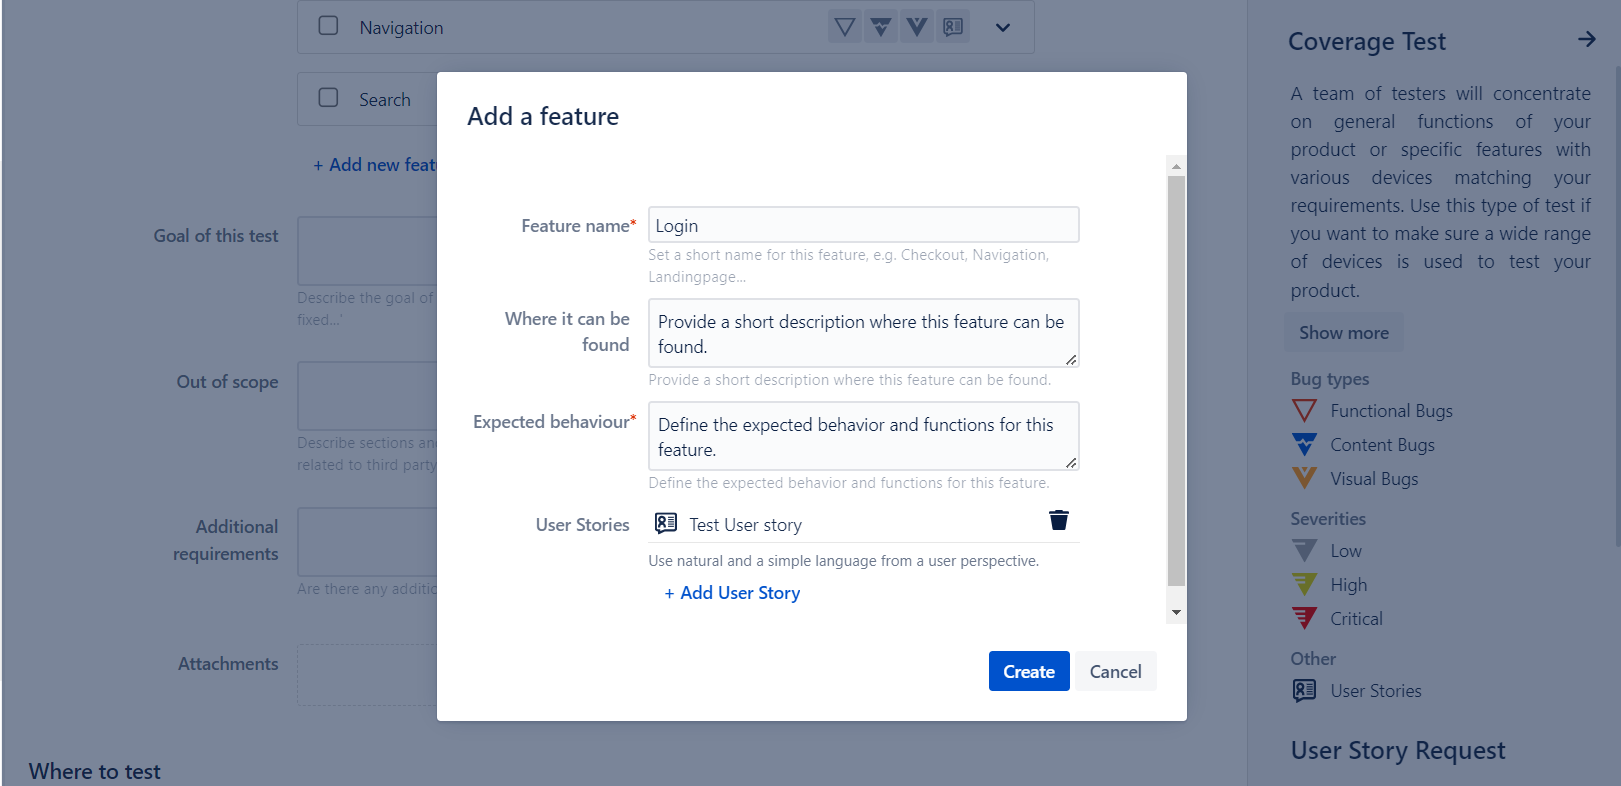 Navigation
Search
+ Add new feat
Goal of this test
Describe the goal of
fixed...'
Out of scope
Describe sections an
related to third party
Additional
requirements
Are there any additic
Attachments
Where to test
Add a feature
Feature name*
Login
Set a short name for this feature, e.g. Checkout, Navigation,
Landingpage...
Where it can be
found
Provide a short description where this feature can be
found.
Provide a short description where this feature can be found.
Expected behaviour*
Define the expected behavior and functions for this
feature.
Define the expected behavior and functions for this feature.
User Stories
Test User story
Use natural and a simple language from a user perspective.
+ Add User Story
Create
Cancel
Coverage Test
A team of testers will concentrate
on general functions of your
product or specific features with
various devices matching your
requirements. Use this type of test if
you want to make sure a wide range
of devices is used to test your
product.
Show more
Bug types
Functional Bugs
Content Bugs
Visual Bugs
Severities
Low
High
Critical
Other
User Stories
User Story Request